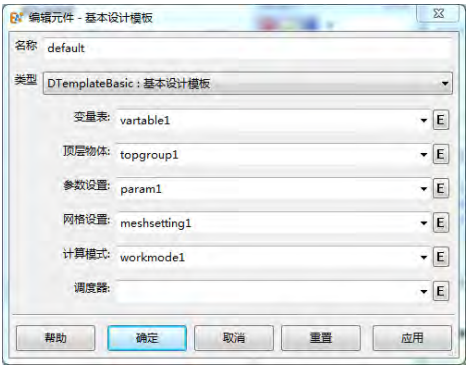 编辑元件 - 基本设计模板
名称 default
类型 DTemplateBasic : 基本设计模板
变量表: vartable1 E
顶层物体: topgroup1 E
参数设置: param1 E
网格设置: meshsetting1 E
计算模式: workmode1 E
调度器: E
帮助 确定 取消 重置 应用